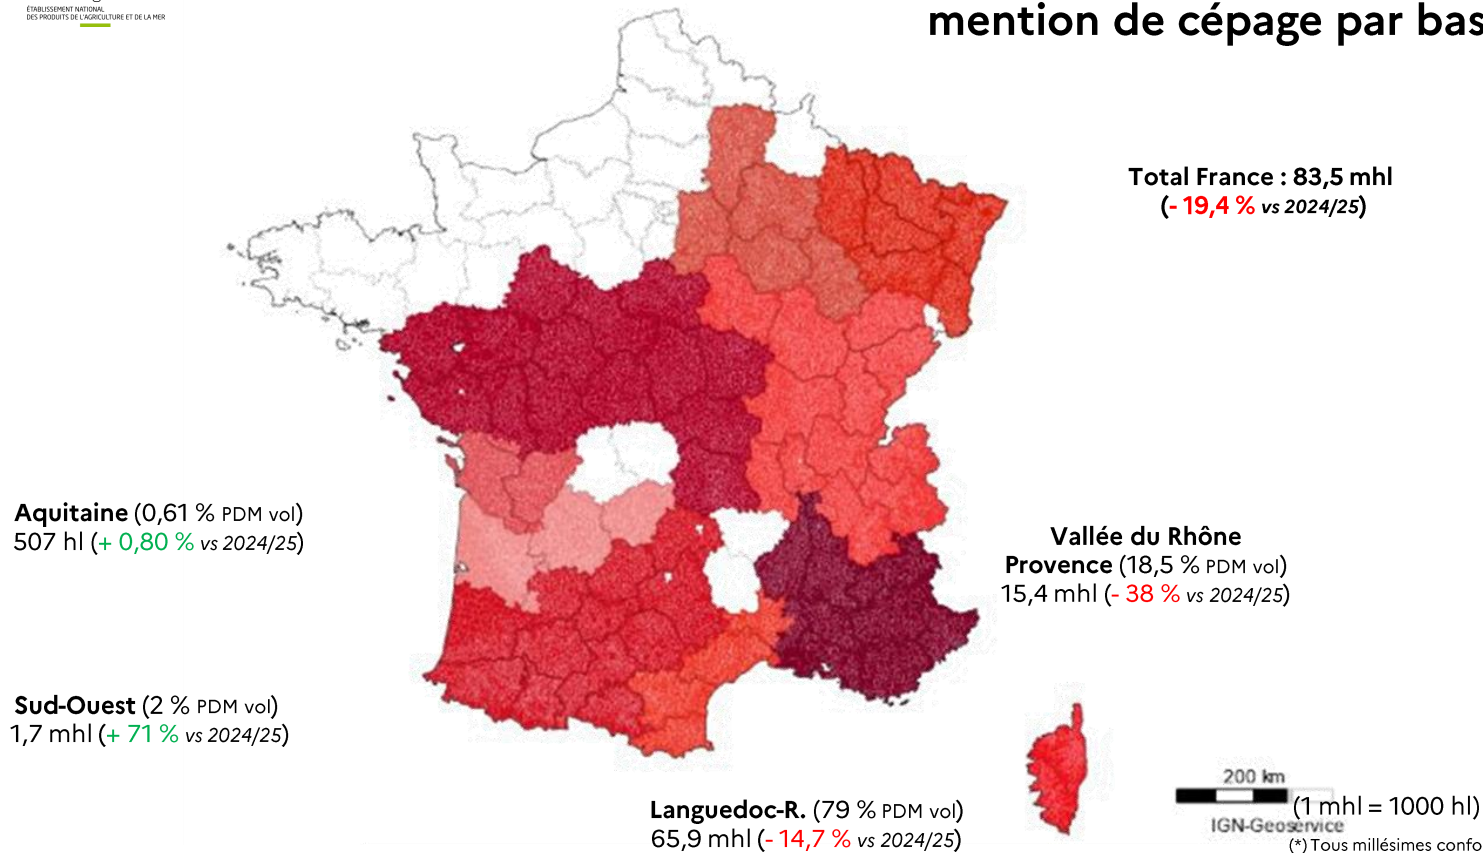 ÉTABLISSEMENT NATIONAL
DES PRODUITS DE L'AGRICULTURE ET DE LA MER
mention de cépage par bas
Total France : 83,5 mhl
(- 19,4 % vs 2024/25)
Aquitaine (0,61 % PDM vol)
507 hl (+ 0,80 % vs 2024/25)
Vallée du Rhône
Provence (18,5 % PDM vol)
15,4 mhl (- 38 % vs 2024/25)
Sud-Ouest (2 % PDM vol)
1,7 mhl (+ 71 % vs 2024/25)
Languedoc-R. (79 % PDM vol)
65,9 mhl (- 14,7 % vs 2024/25)
200 km
(1 mhl = 1000 hl)
IGN-Geoservice
(*) Tous millésimes confo